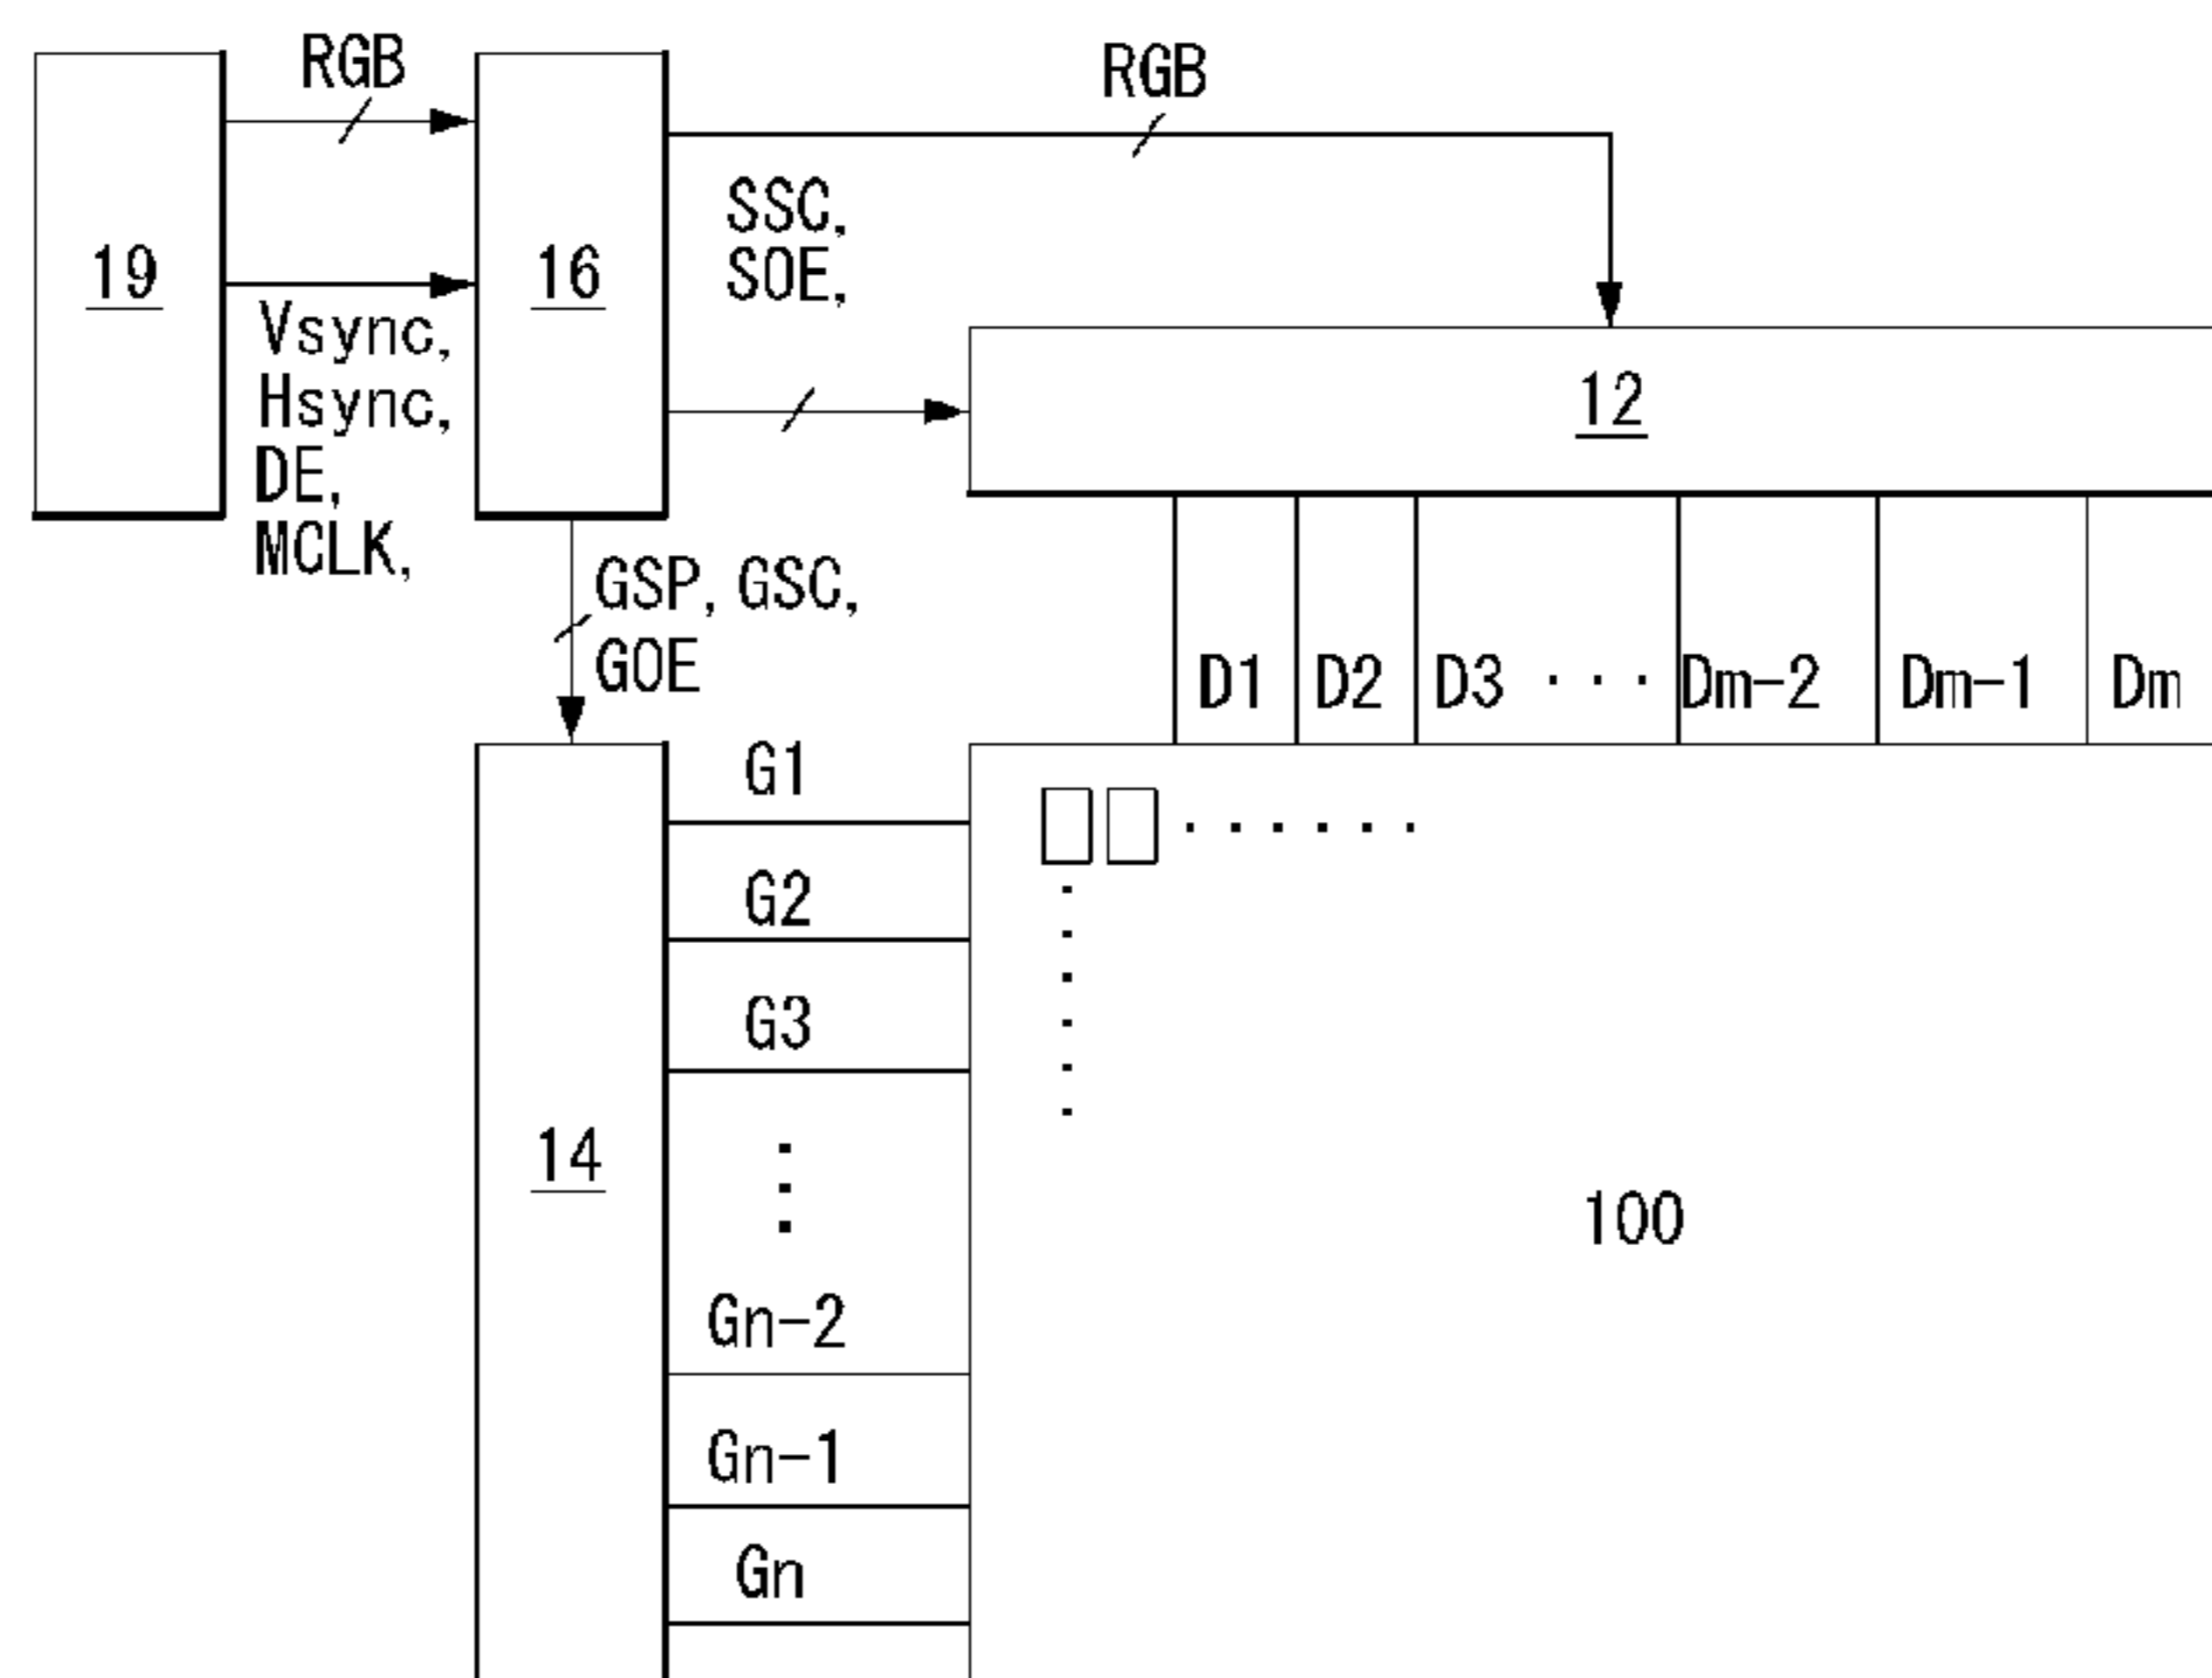 RGB
RGB
19
16
SSC,
SOE,
Vsync,
Hsync,
DE,
MCLK,
12
GSP, GSC,
GOE
D1 D2 D3 ··· Dm-2 Dm-1 Dm
G1
G2
G3
14
100
Gn-2
Gn-1
Gn